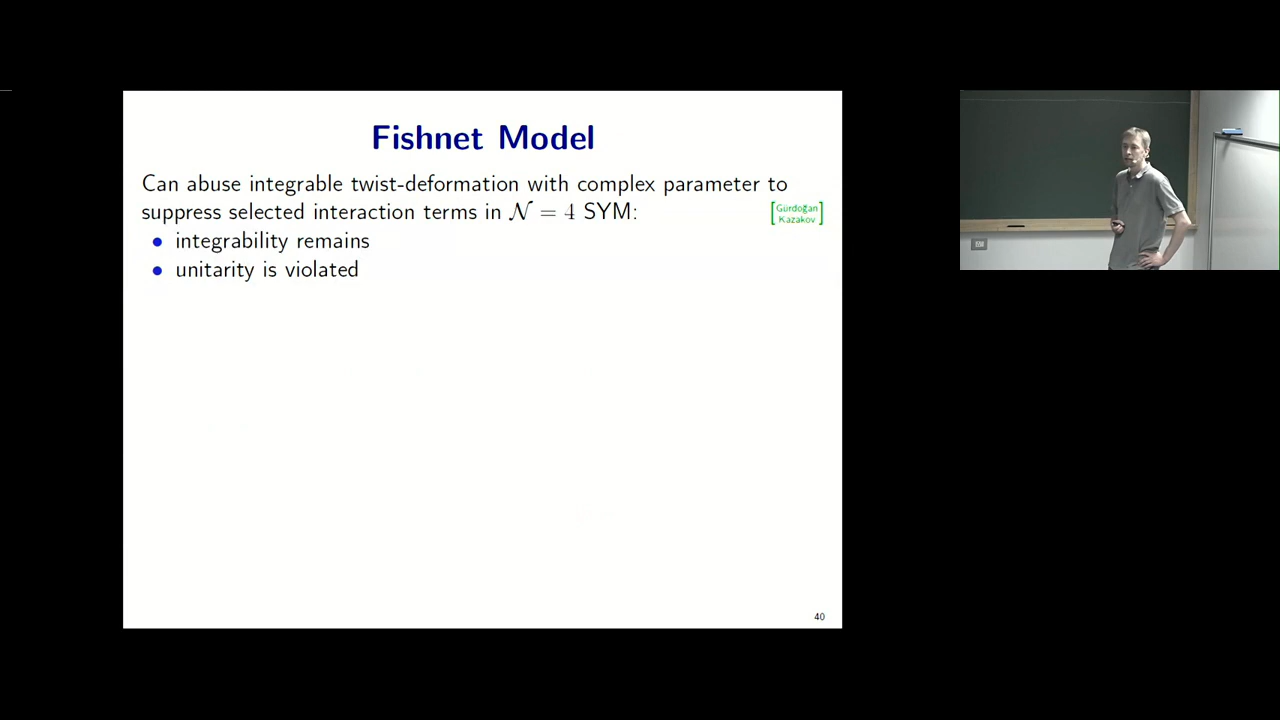 Fishnet Model
Can abuse integrable twist-deformation with complex parameter to
suppress selected interaction terms in 𝒩 = 4 SYM:
[Gürdoğan
Kazakov]
• integrability remains
• unitarity is violated
40